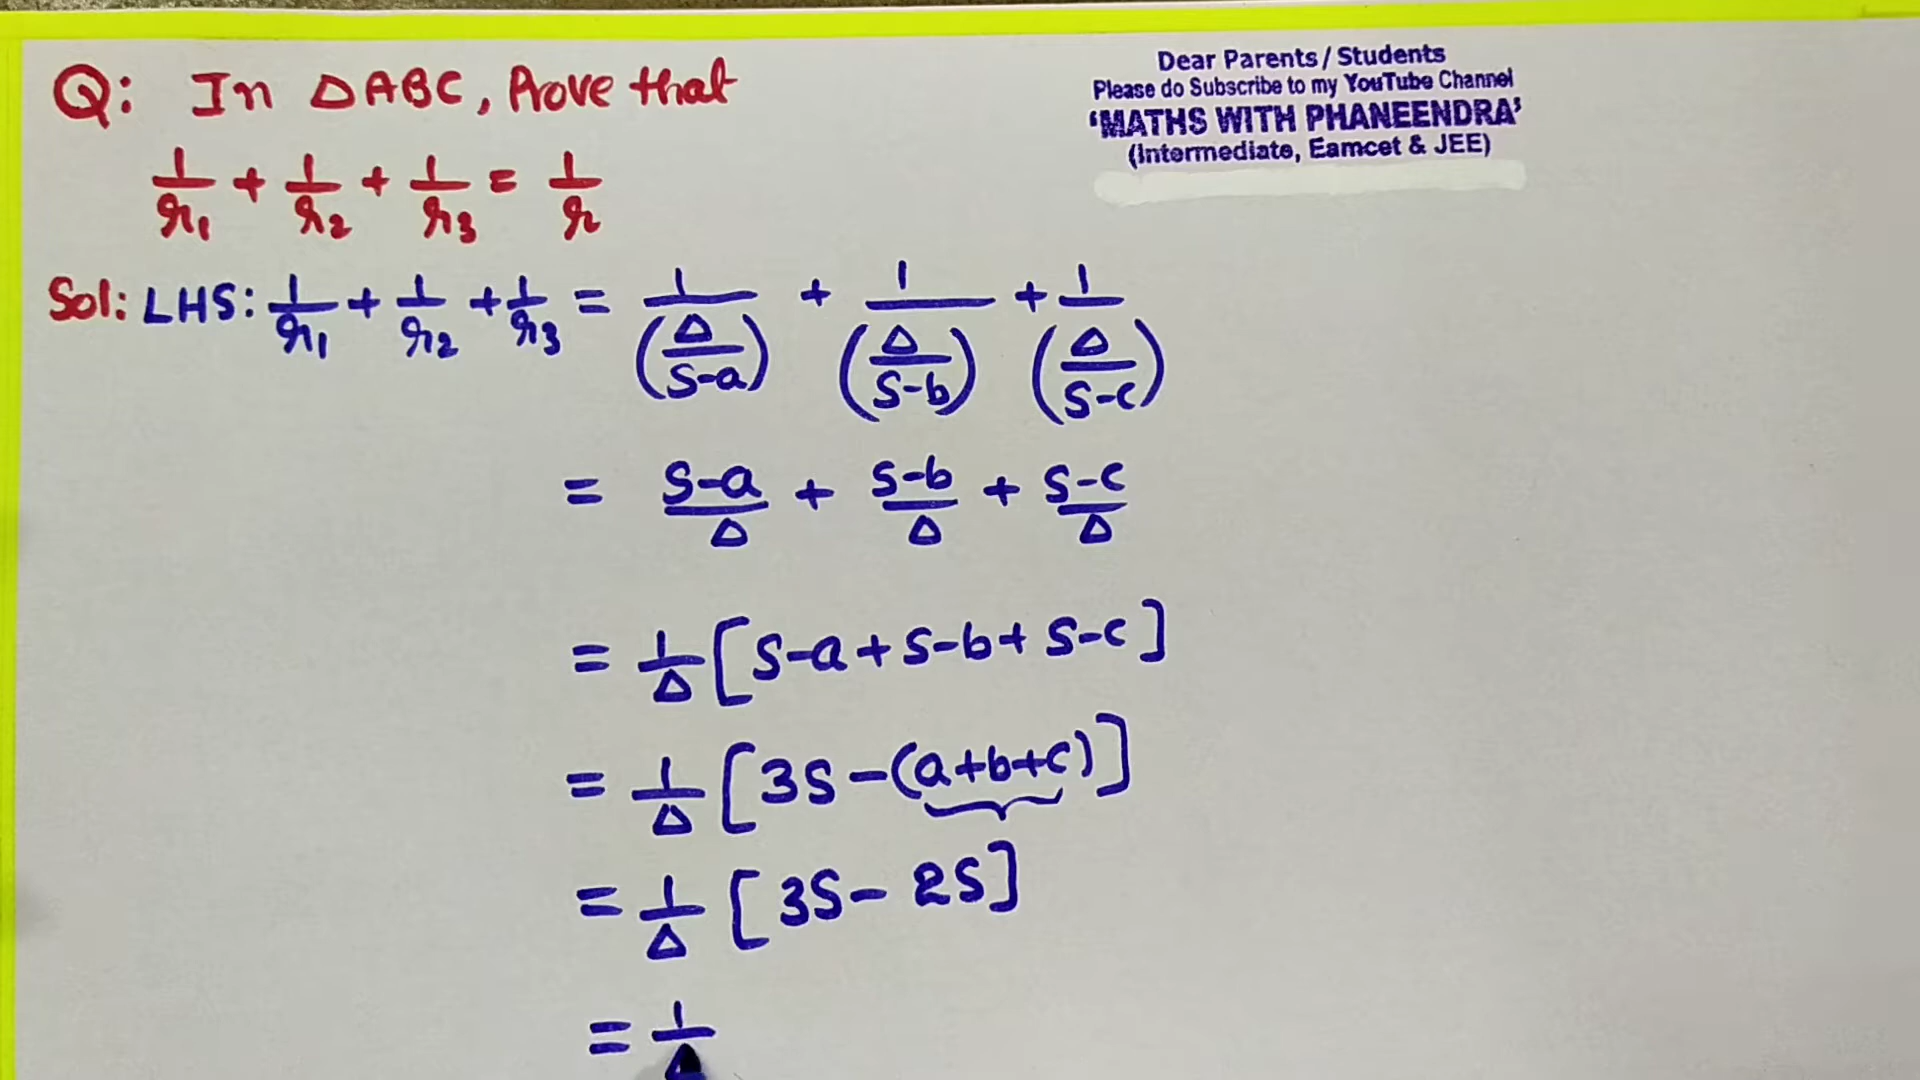 Q: In ΔABC, Prove that
1/r1 + 1/r2 + 1/r3 = 1/r
Dear Parents / Students
Please do Subscribe to my YouTube Channel
'MATHS WITH PHANEENDRA'
(Intermediate, Eamcet & JEE)
Sol: LHS: 1/r1 + 1/r2 + 1/r3 = 1/(Δ/(S-a)) + 1/(Δ/(S-b)) + 1/(Δ/(S-c))
= (S-a)/Δ + (S-b)/Δ + (S-c)/Δ
= 1/Δ [S-a+S-b+S-c]
= 1/Δ [3S-(a+b+c)]
= 1/Δ [3S-2S]
= 1/Δ